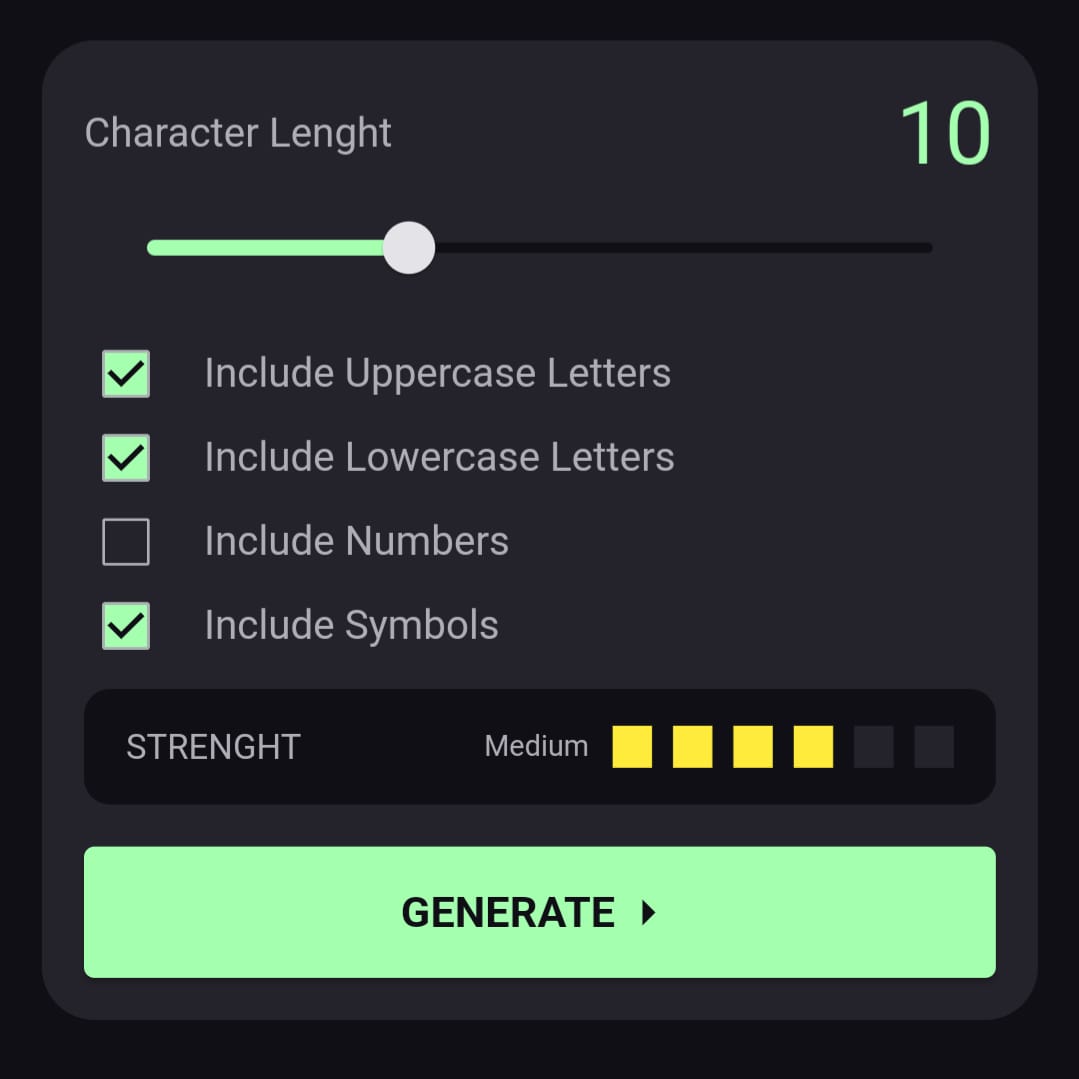 Character Lenght
10
Include Uppercase Letters
Include Lowercase Letters
Include Numbers
Include Symbols
STRENGHT Medium
GENERATE